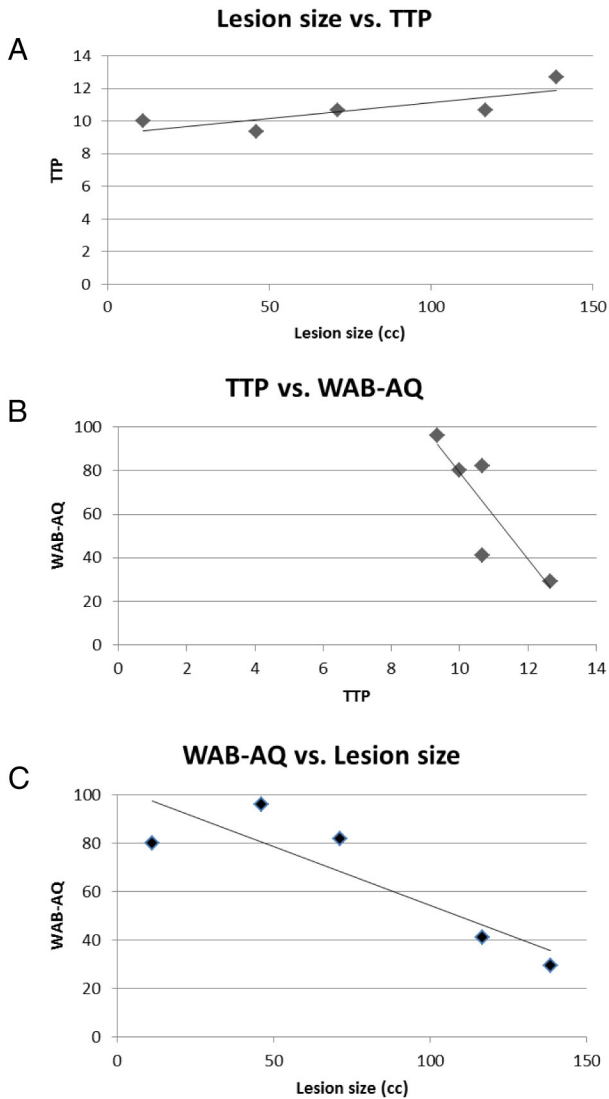 Lesion size vs. TTP
A
14
12
10
8
6
4
2
0
TTP
0 50 100 150
Lesion size (cc)
TTP vs. WAB-AQ
B
100
80
60
40
20
0
WAB-AQ
0 2 4 6 8 10 12 14
TTP
WAB-AQ vs. Lesion size
C
100
80
60
40
20
0
WAB-AQ
0 50 100 150
Lesion size (cc)